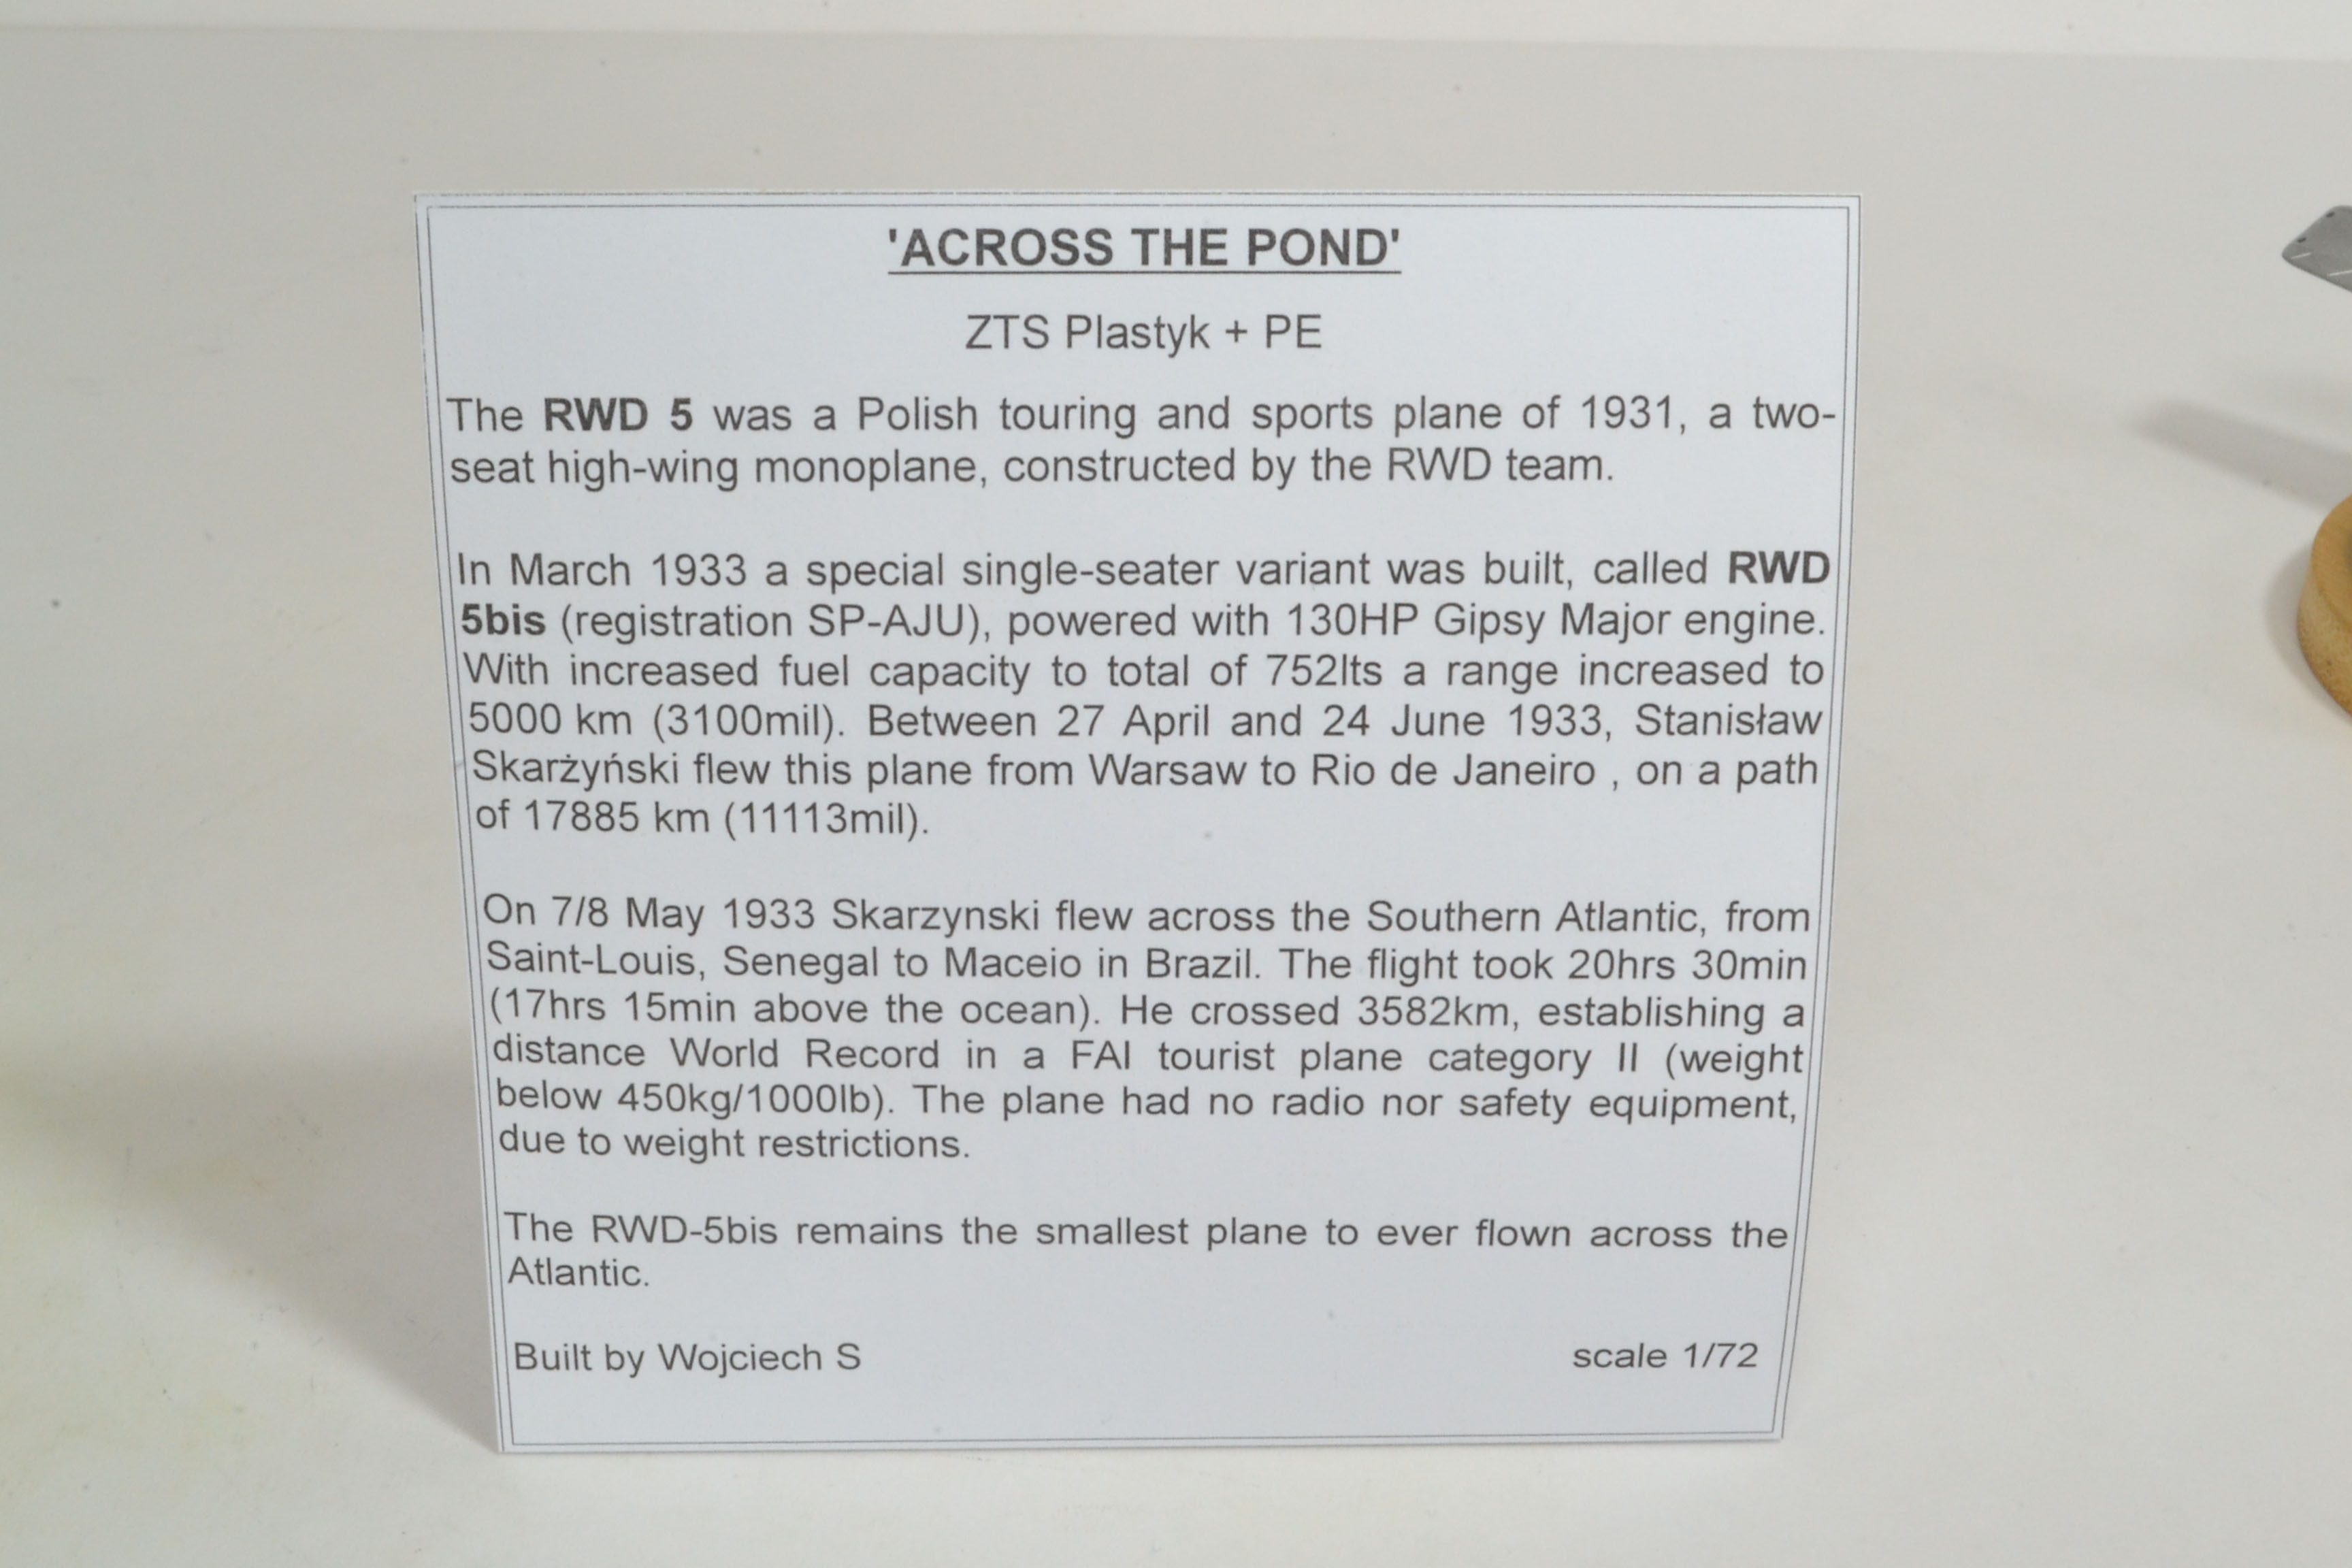 'ACROSS THE POND'
ZTS Plastyk + PE
The RWD 5 was a Polish touring and sports plane of 1931, a two-
seat high-wing monoplane, constructed by the RWD team.
In March 1933 a special single-seater variant was built, called RWD
5bis (registration SP-AJU), powered with 130HP Gipsy Major engine.
With increased fuel capacity to total of 752lts a range increased to
5000 km (3100mil). Between 27 April and 24 June 1933, Stanisław
Skarżyński flew this plane from Warsaw to Rio de Janeiro , on a path
of 17885 km (11113mil).
On 7/8 May 1933 Skarzynski flew across the Southern Atlantic, from
Saint-Louis, Senegal to Maceio in Brazil. The flight took 20hrs 30min
(17hrs 15min above the ocean). He crossed 3582km, establishing a
distance World Record in a FAI tourist plane category II (weight
below 450kg/1000lb). The plane had no radio nor safety equipment,
due to weight restrictions.
The RWD-5bis remains the smallest plane to ever flown across the
Atlantic.
Built by Wojciech S scale 1/72